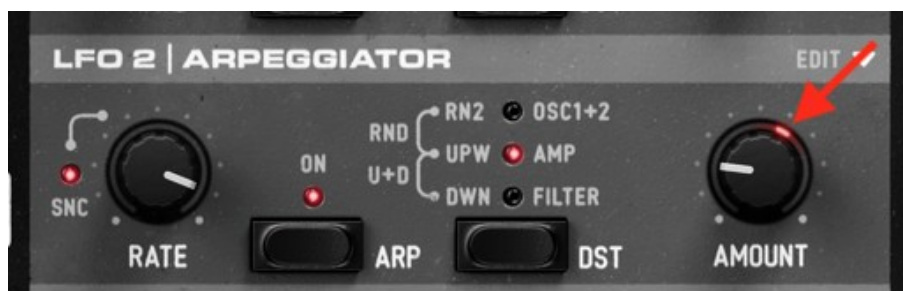 LFO 2 | ARPEGGIATOR
EDIT
RN2 OSC1+2
RND
ON UPW AMP
U+D
SNC DWN FILTER
RATE ARP DST AMOUNT